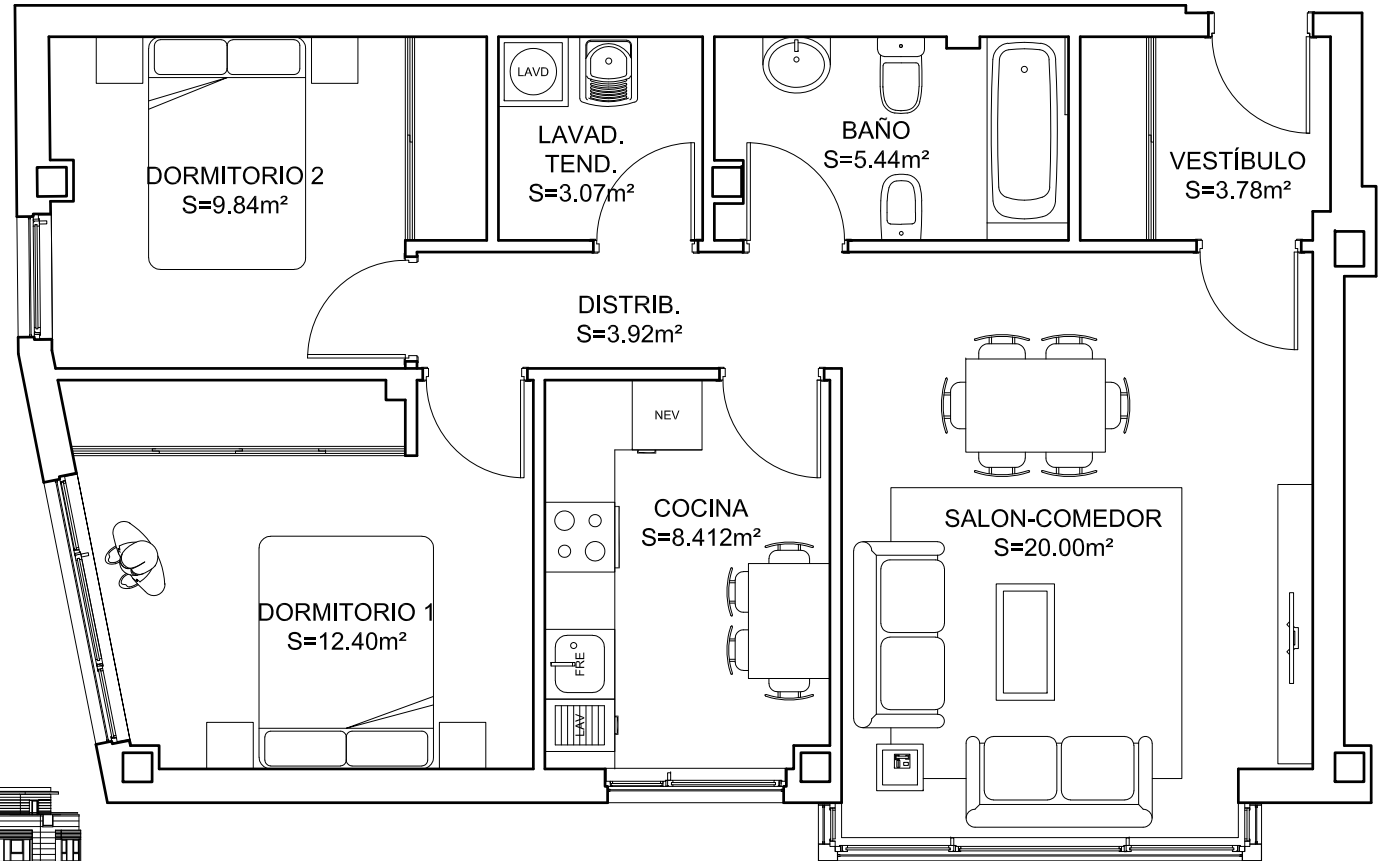 LAVD
LAVAD.
TEND.
S=3.07m²
BAÑO
S=5.44m²
VESTÍBULO
S=3.78m²
DORMITORIO 2
S=9.84m²
DISTRIB.
S=3.92m²
NEV
COCINA
S=8.412m²
SALON-COMEDOR
S=20.00m²
DORMITORIO 1
S=12.40m²
FRE
LAV